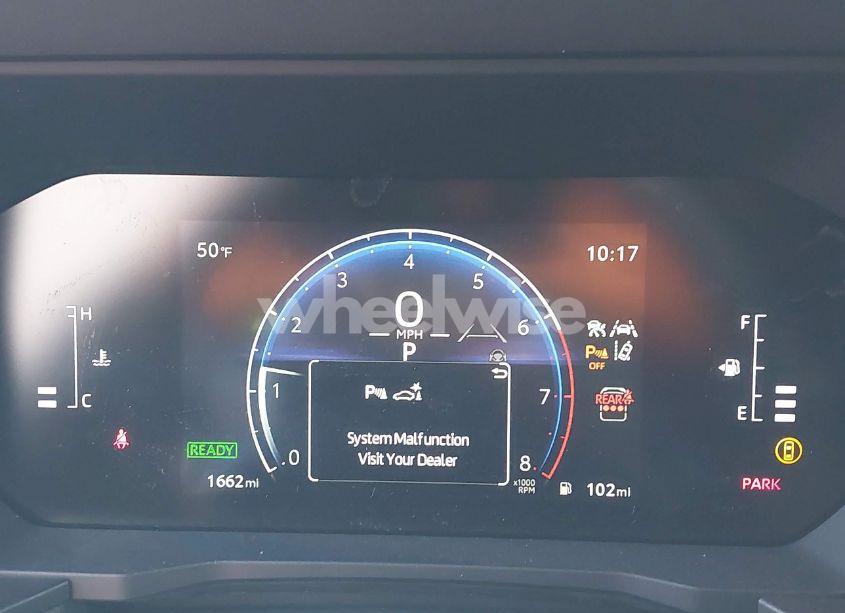 50°F
10:17
4
3
5
2
6
1
7
0
8
wheelwise
0
MPH
P
H
C
F
E
P
OFF
REAR
System Malfunction
Visit Your Dealer
READY
1662mi
x1000
RPM
102mi
PARK